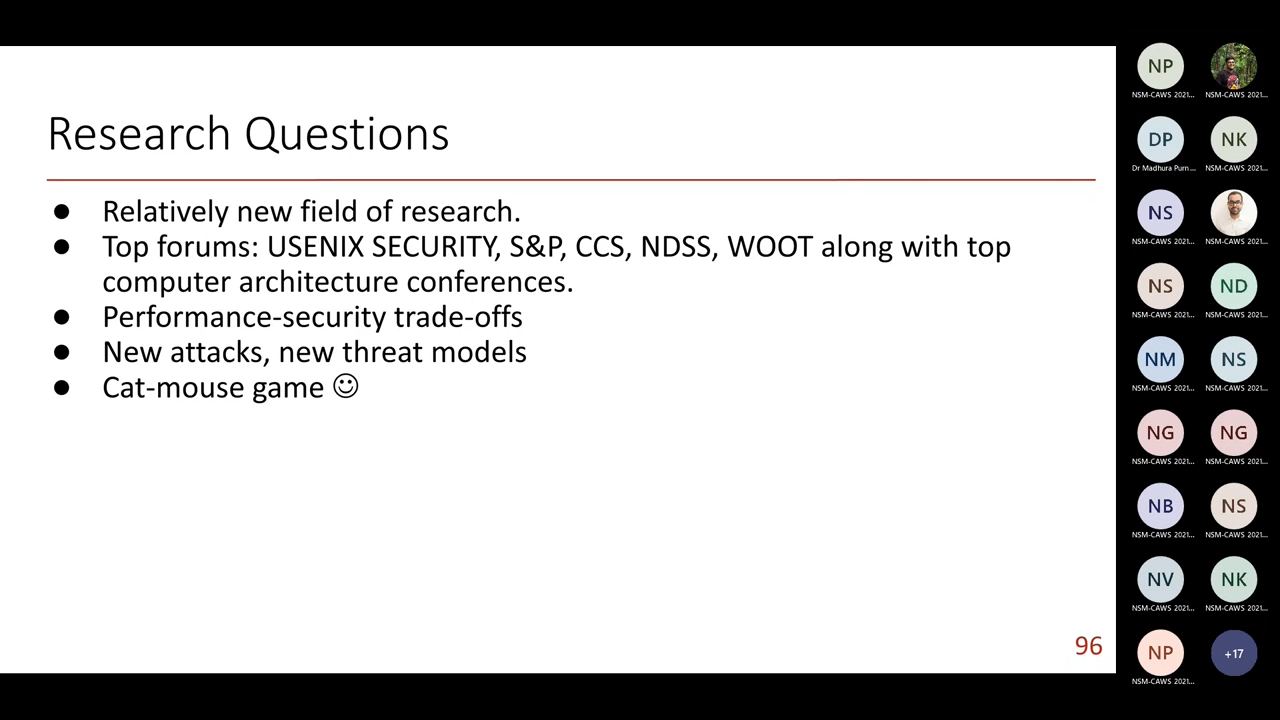 Research Questions
● Relatively new field of research.
● Top forums: USENIX SECURITY, S&P, CCS, NDSS, WOOT along with top
computer architecture conferences.
● Performance-security trade-offs
● New attacks, new threat models
● Cat-mouse game ☺
96
NP
NSM-CAWS 2021... NSM-CAWS 2021...
DP NK
Dr Madhura Purn... NSM-CAWS 2021...
NS
NSM-CAWS 2021... NSM-CAWS 2021...
NS ND
NSM-CAWS 2021... NSM-CAWS 2021...
NM NS
NSM-CAWS 2021... NSM-CAWS 2021...
NG NG
NSM-CAWS 2021... NSM-CAWS 2021...
NB NS
NSM-CAWS 2021... NSM-CAWS 2021...
NV NK
NSM-CAWS 2021... NSM-CAWS 2021...
NP +17
NSM-CAWS 2021...